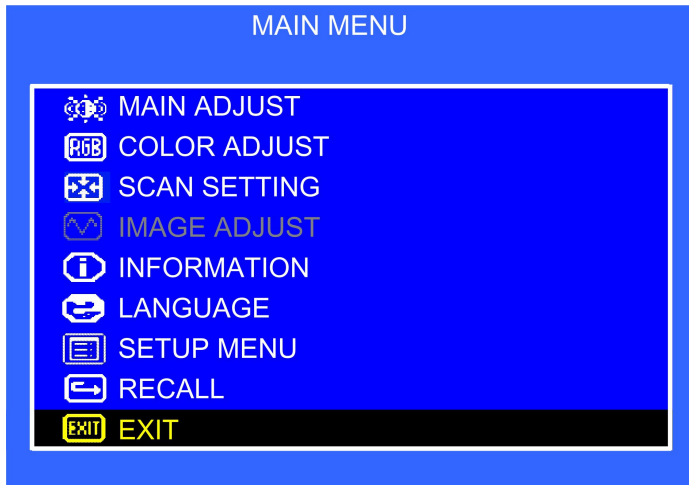 MAIN MENU
MAIN ADJUST
RGB COLOR ADJUST
SCAN SETTING
IMAGE ADJUST
i INFORMATION
LANGUAGE
SETUP MENU
RECALL
EXIT EXIT